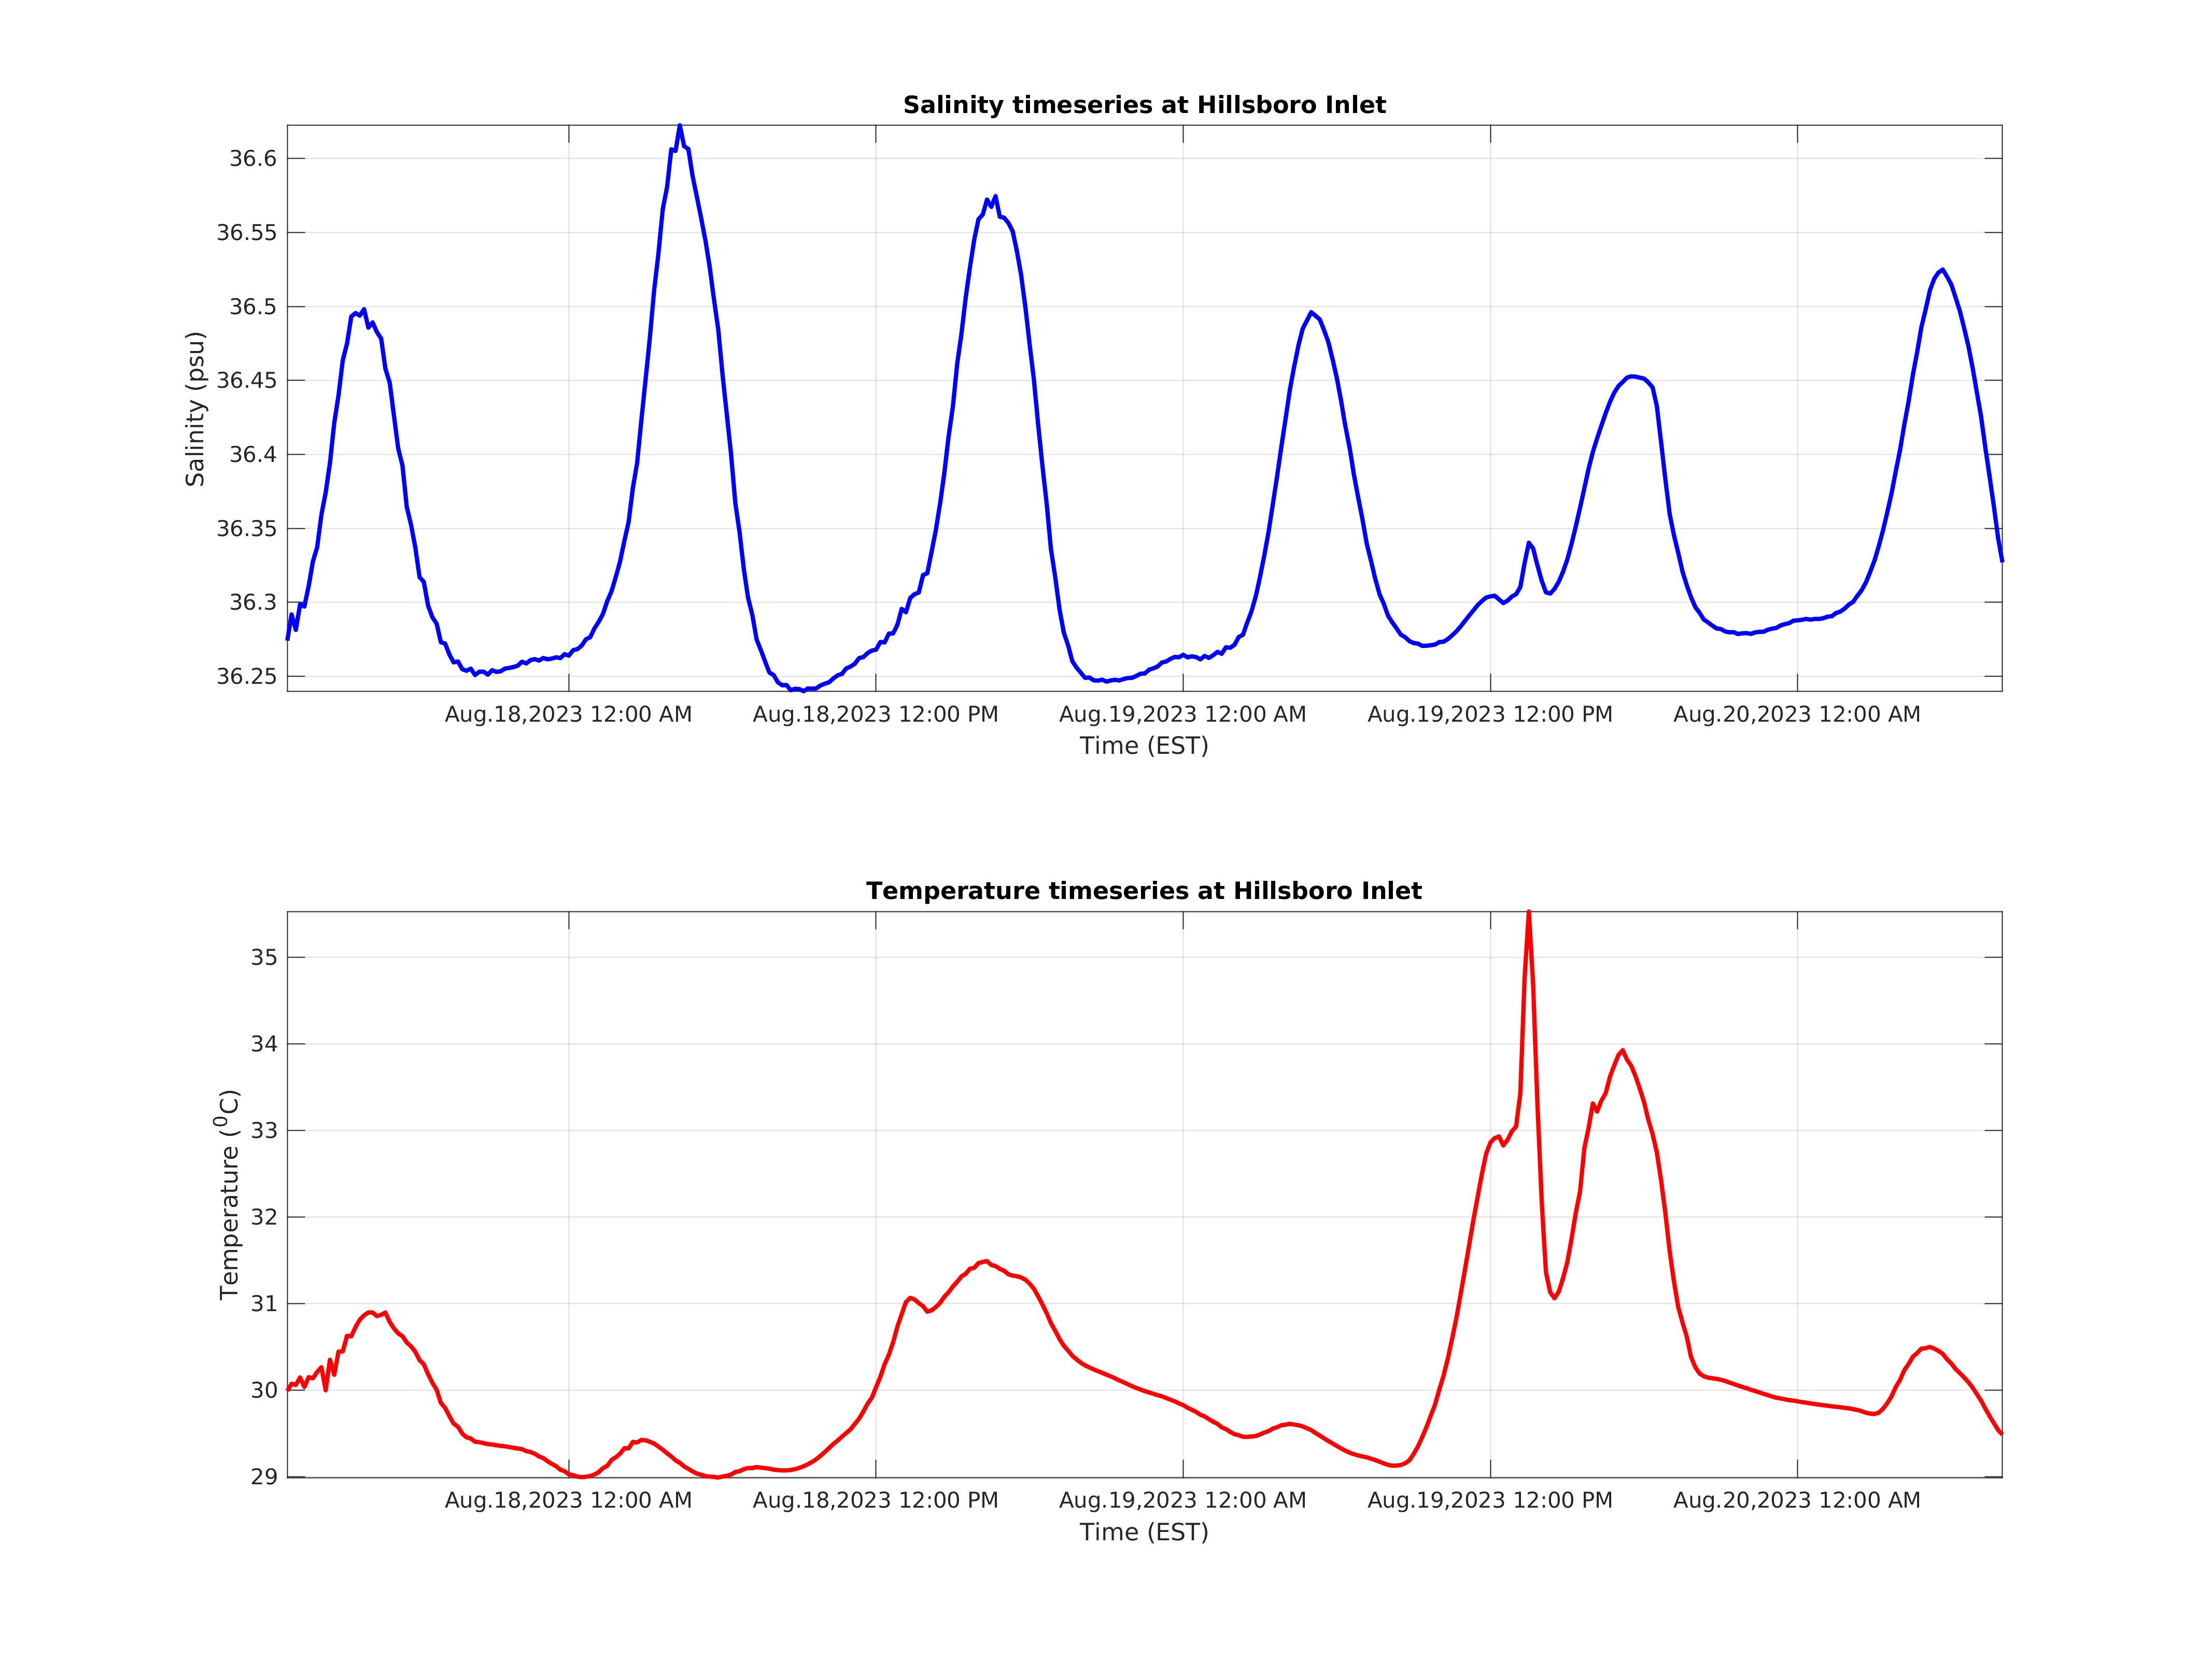 Salinity timeseries at Hillsboro Inlet
36.6
36.55
36.5
36.45
36.4
36.35
36.3
36.25
Salinity (psu)
Aug.18,2023 12:00 AM
Aug.18,2023 12:00 PM
Aug.19,2023 12:00 AM
Aug.19,2023 12:00 PM
Aug.20,2023 12:00 AM
Time (EST)
Temperature timeseries at Hillsboro Inlet
35
34
33
32
31
30
29
Temperature (⁰C)
Aug.18,2023 12:00 AM
Aug.18,2023 12:00 PM
Aug.19,2023 12:00 AM
Aug.19,2023 12:00 PM
Aug.20,2023 12:00 AM
Time (EST)